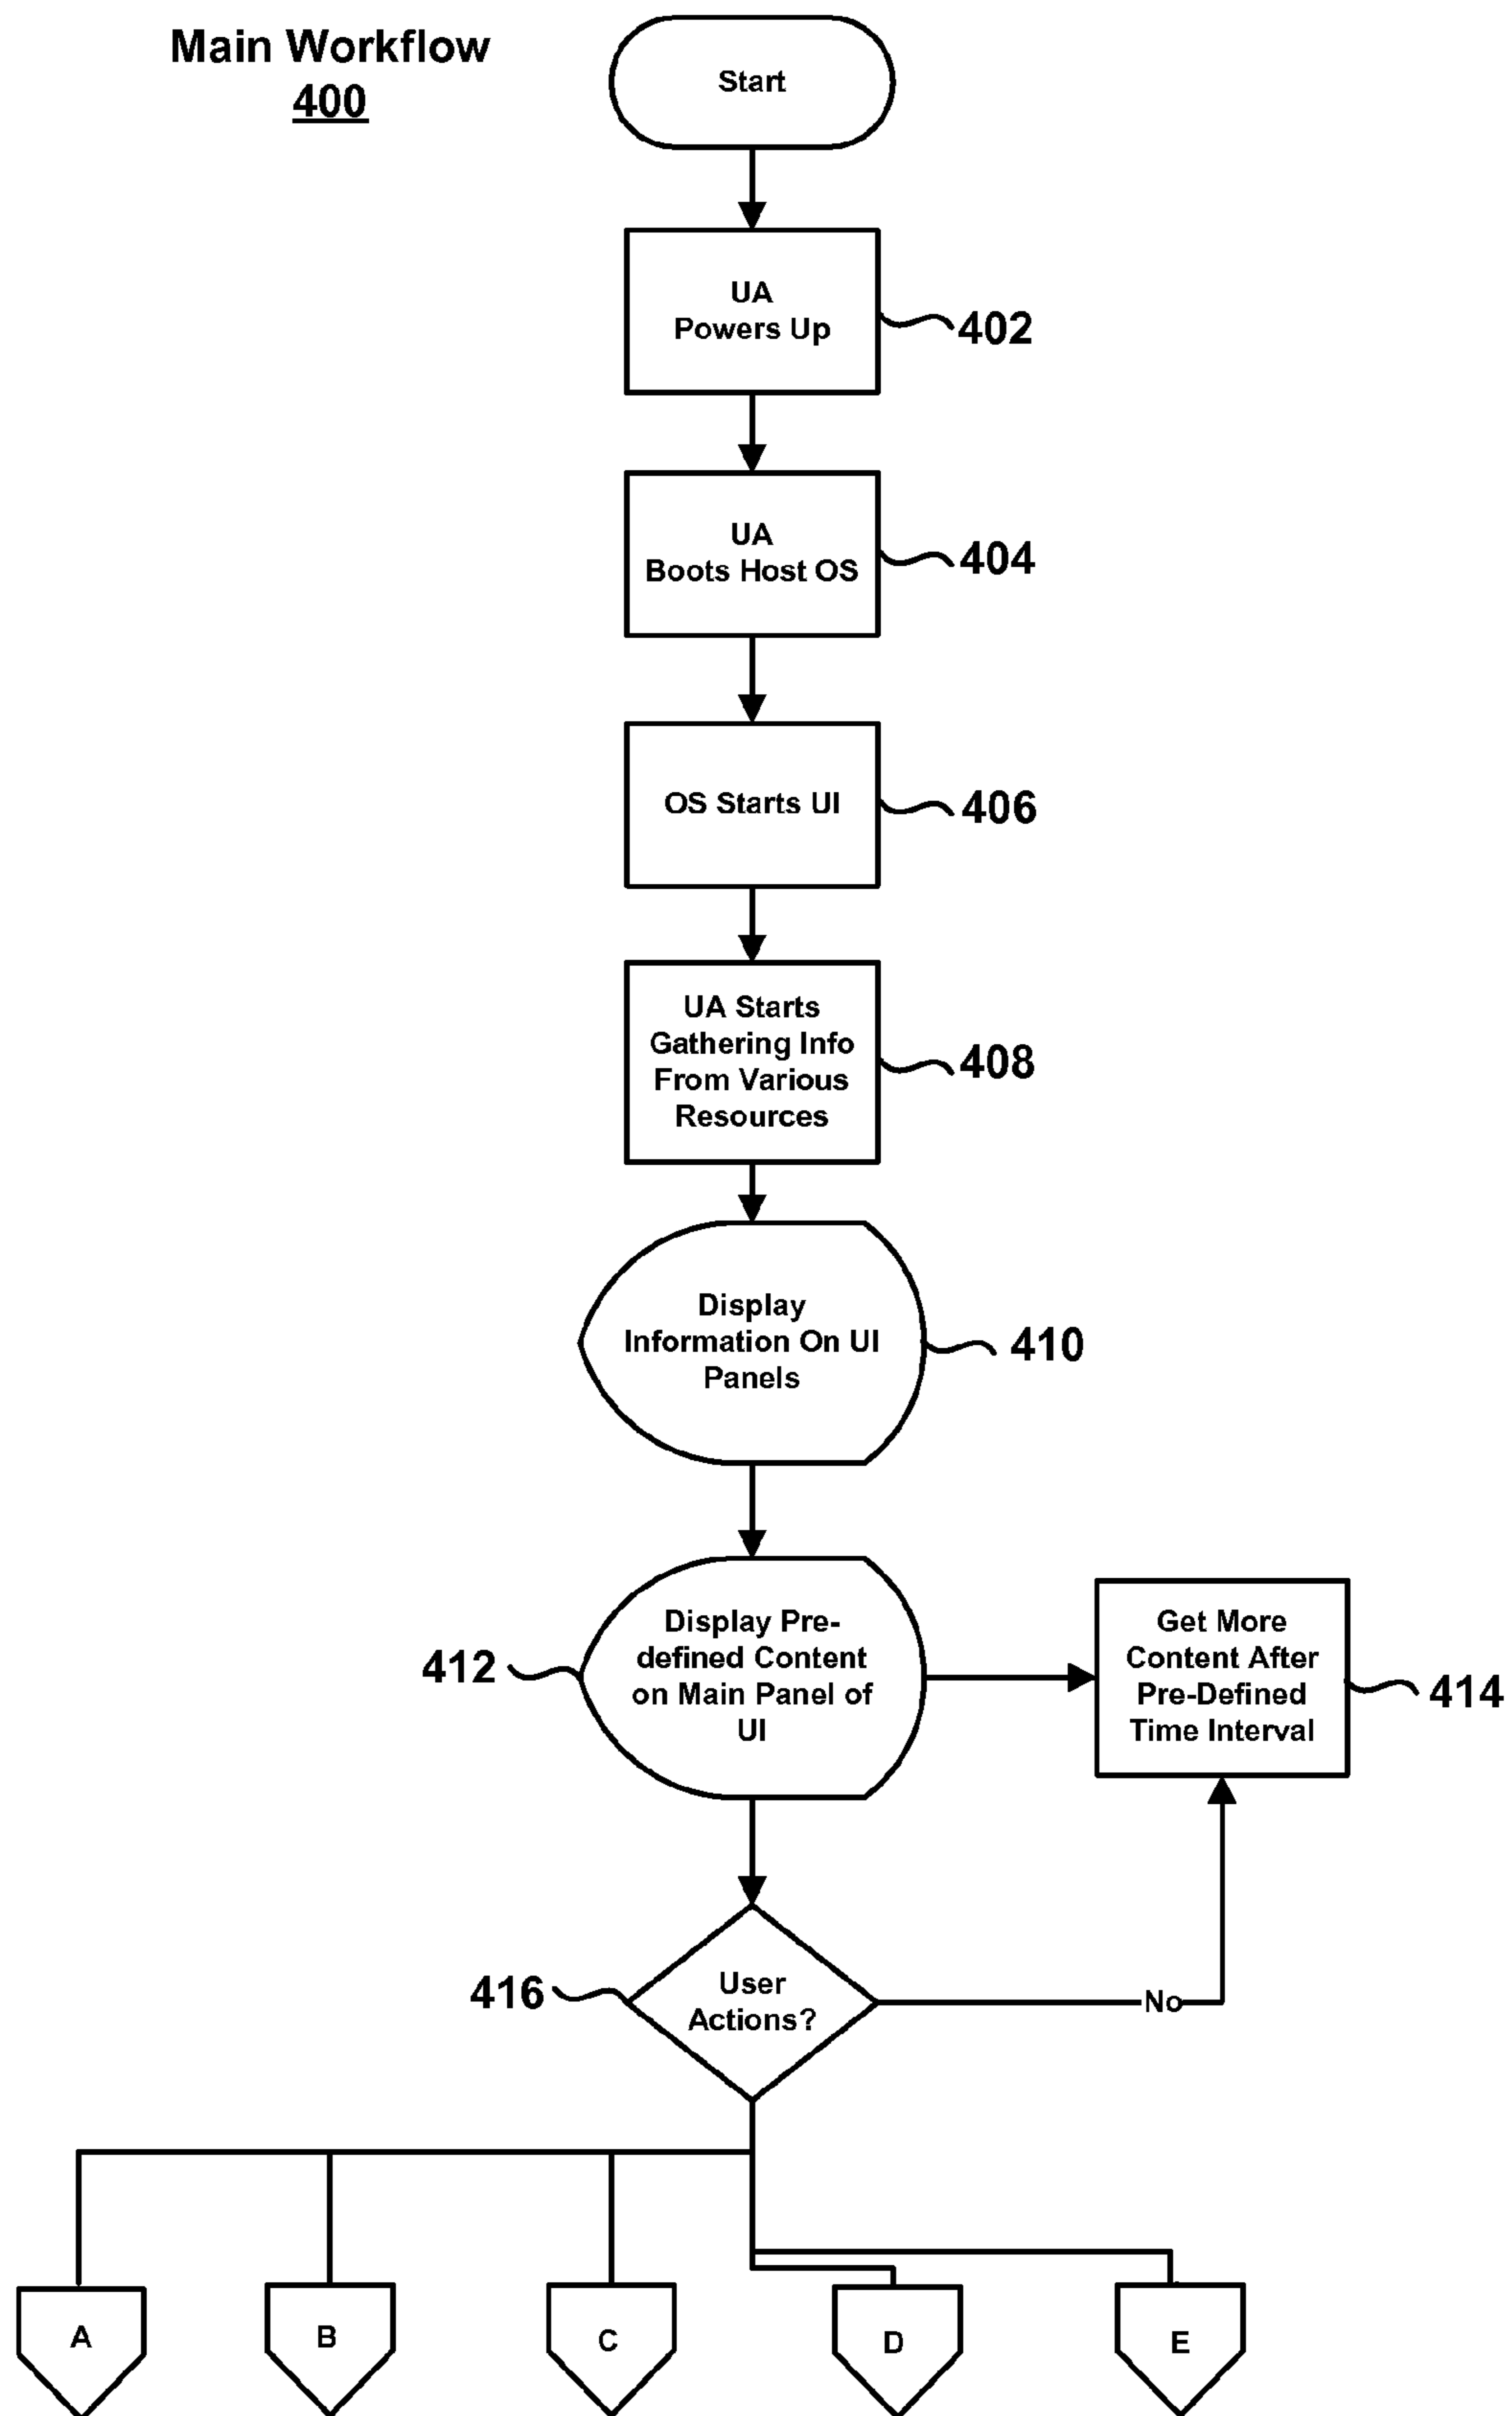 Main Workflow
400
Start
UA
Powers Up
402
UA
Boots Host OS
404
OS Starts UI
406
UA Starts
Gathering Info
From Various
Resources
408
Display
Information On UI
Panels
410
412
Display Pre-
defined Content
on Main Panel of
UI
Get More
Content After
Pre-Defined
Time Interval
414
416
User
Actions?
No
A
B
C
D
E